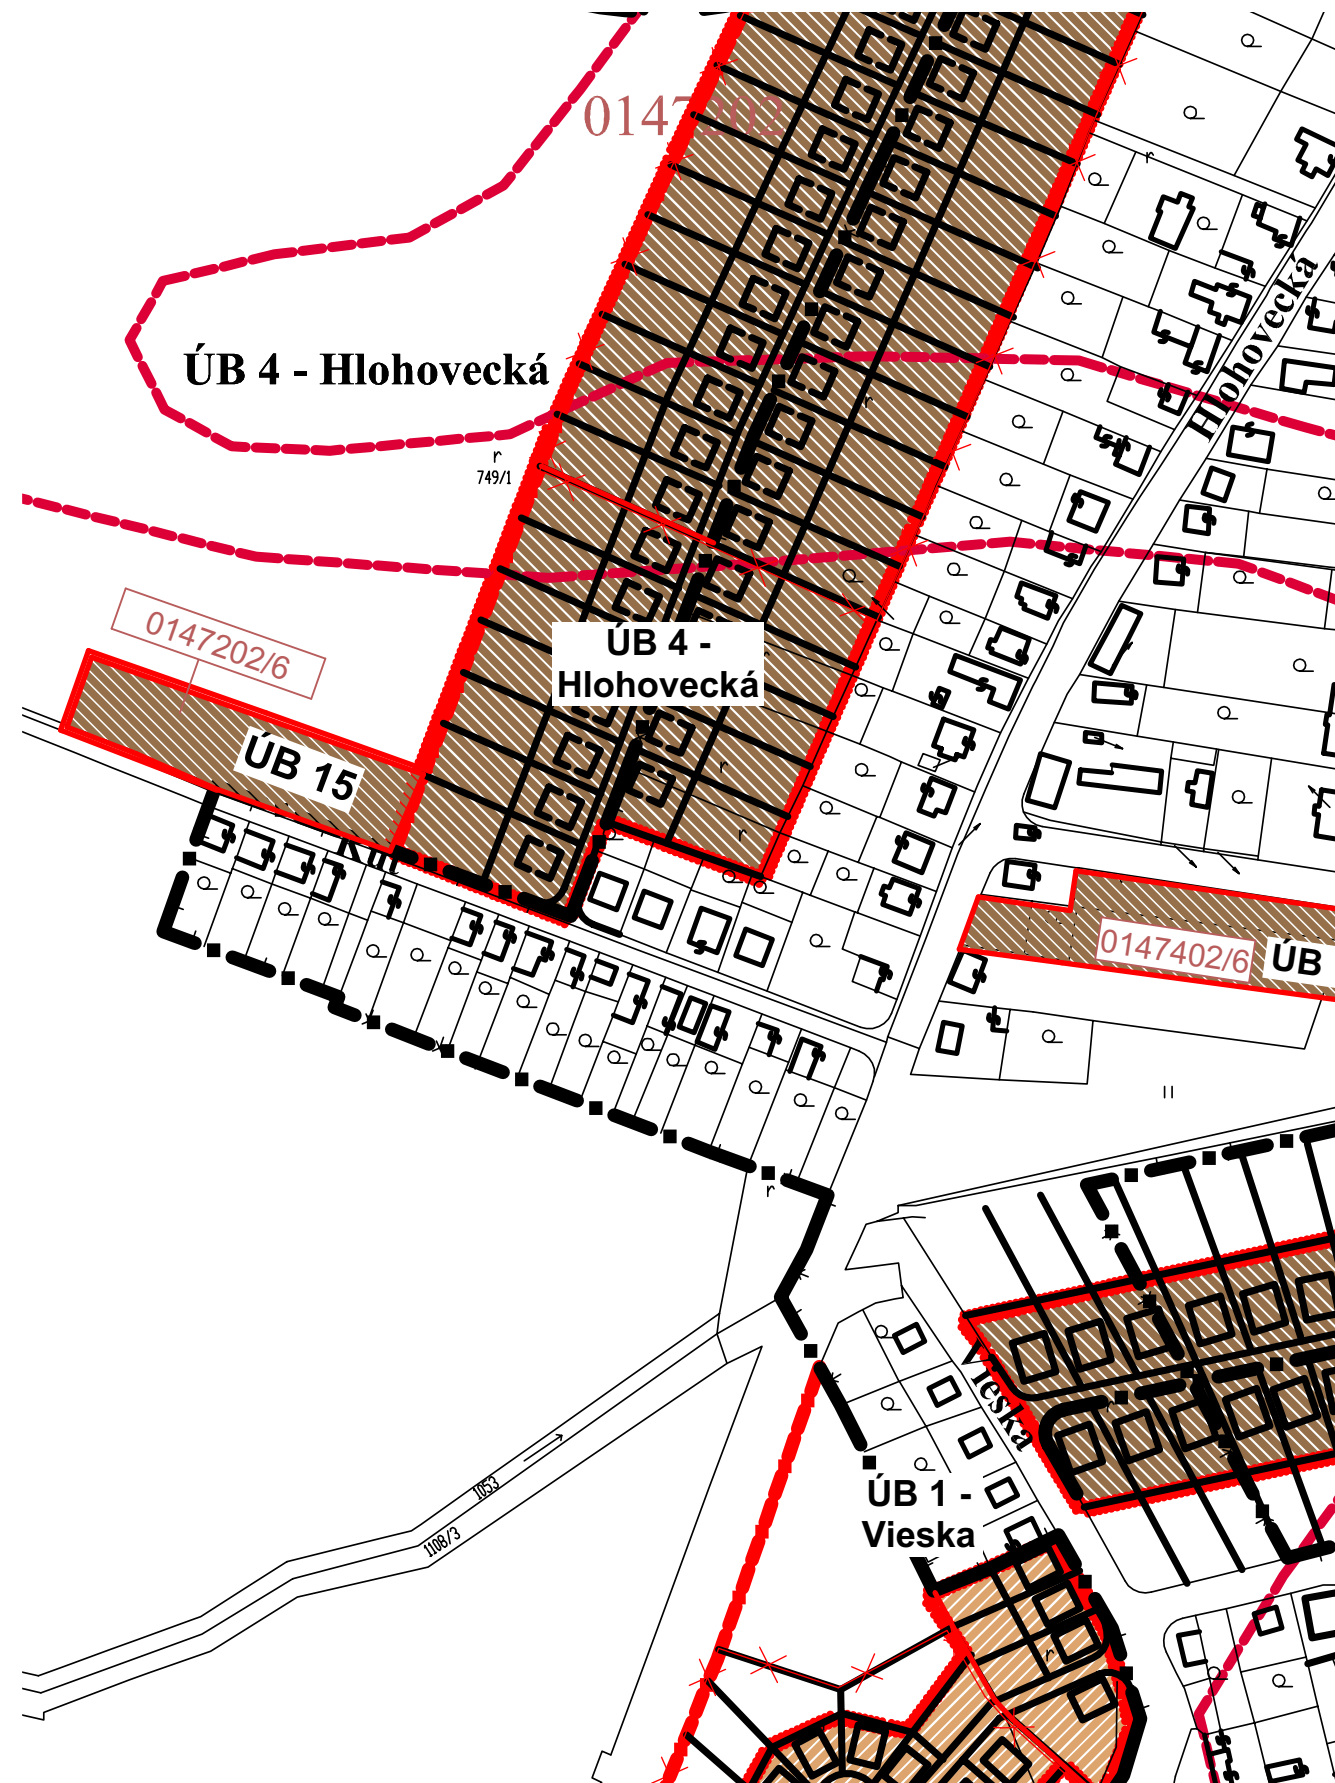 0147202
Hlohovecká
ÚB 4 - Hlohovecká
r
749/1
0147202/6
ÚB 4 -
Hlohovecká
ÚB 15
0147402/6
ÚB
Vieska
1053
1108/3
ÚB 1 -
Vieska